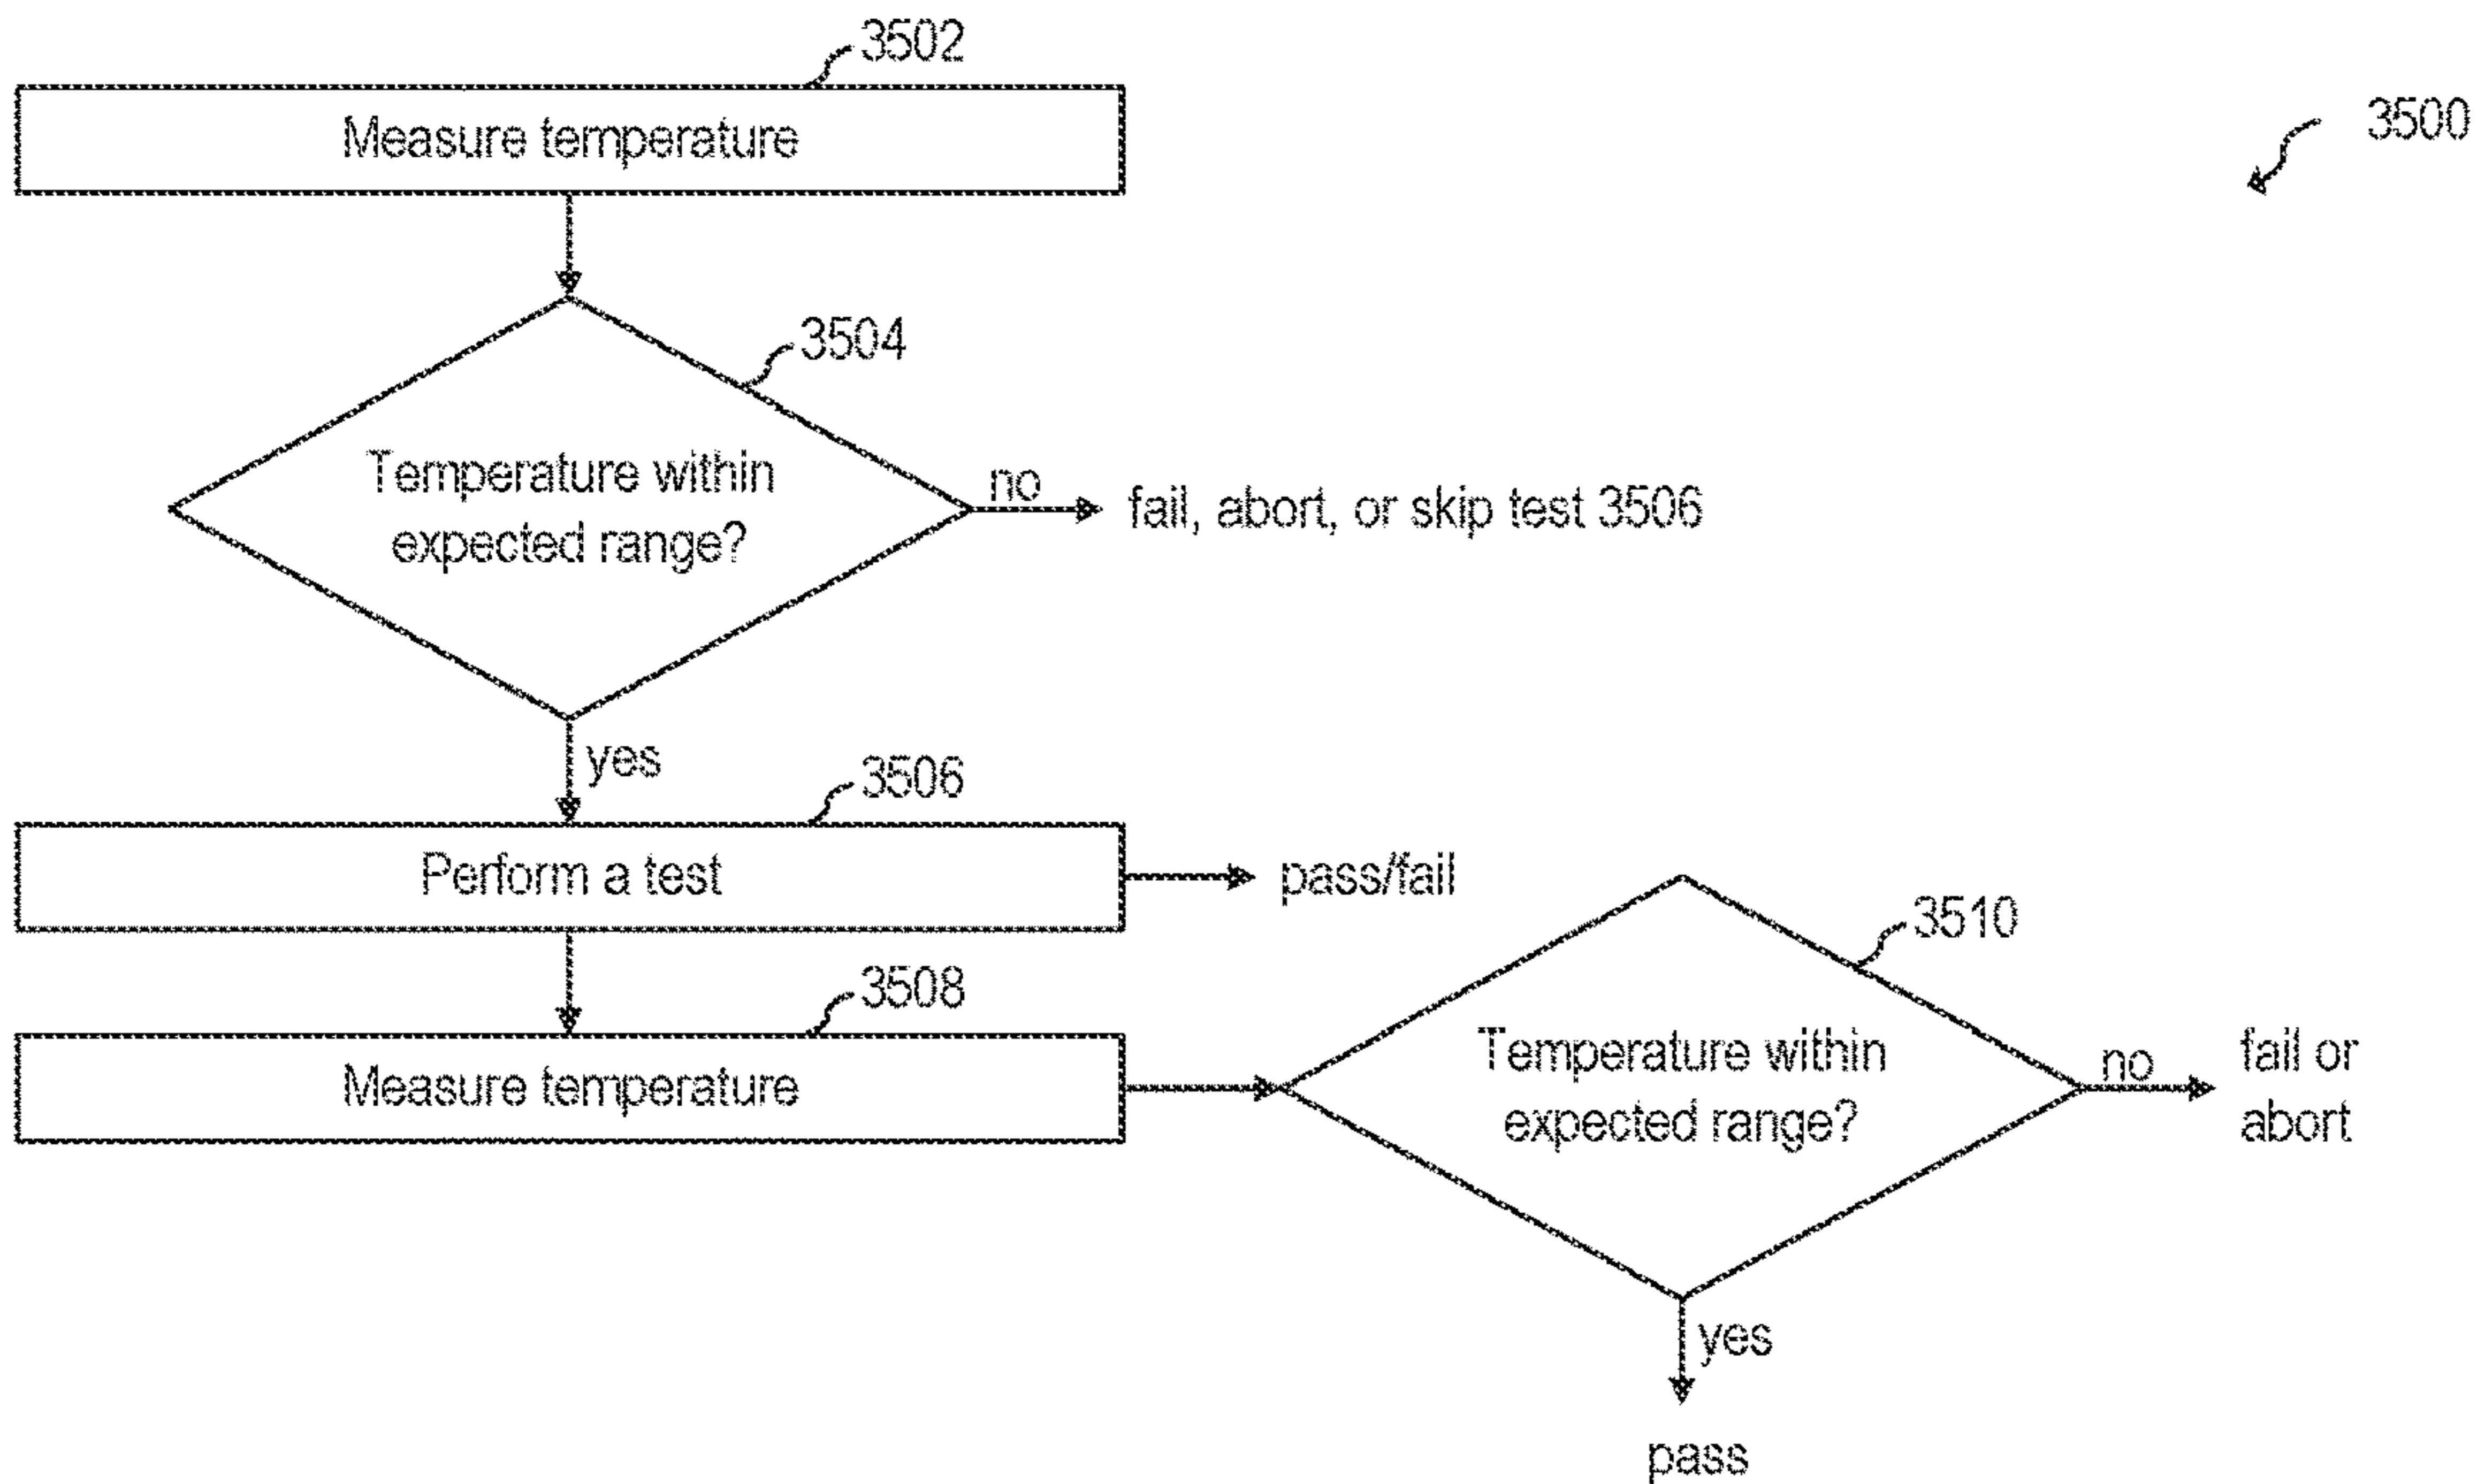 3502
Measure temperature
3500
3504
Temperature within
expected range?
no
fail, abort, or skip test 3506
yes
3506
Perform a test
pass/fail
3508
Measure temperature
3510
Temperature within
expected range?
no
fail or
abort
yes
pass